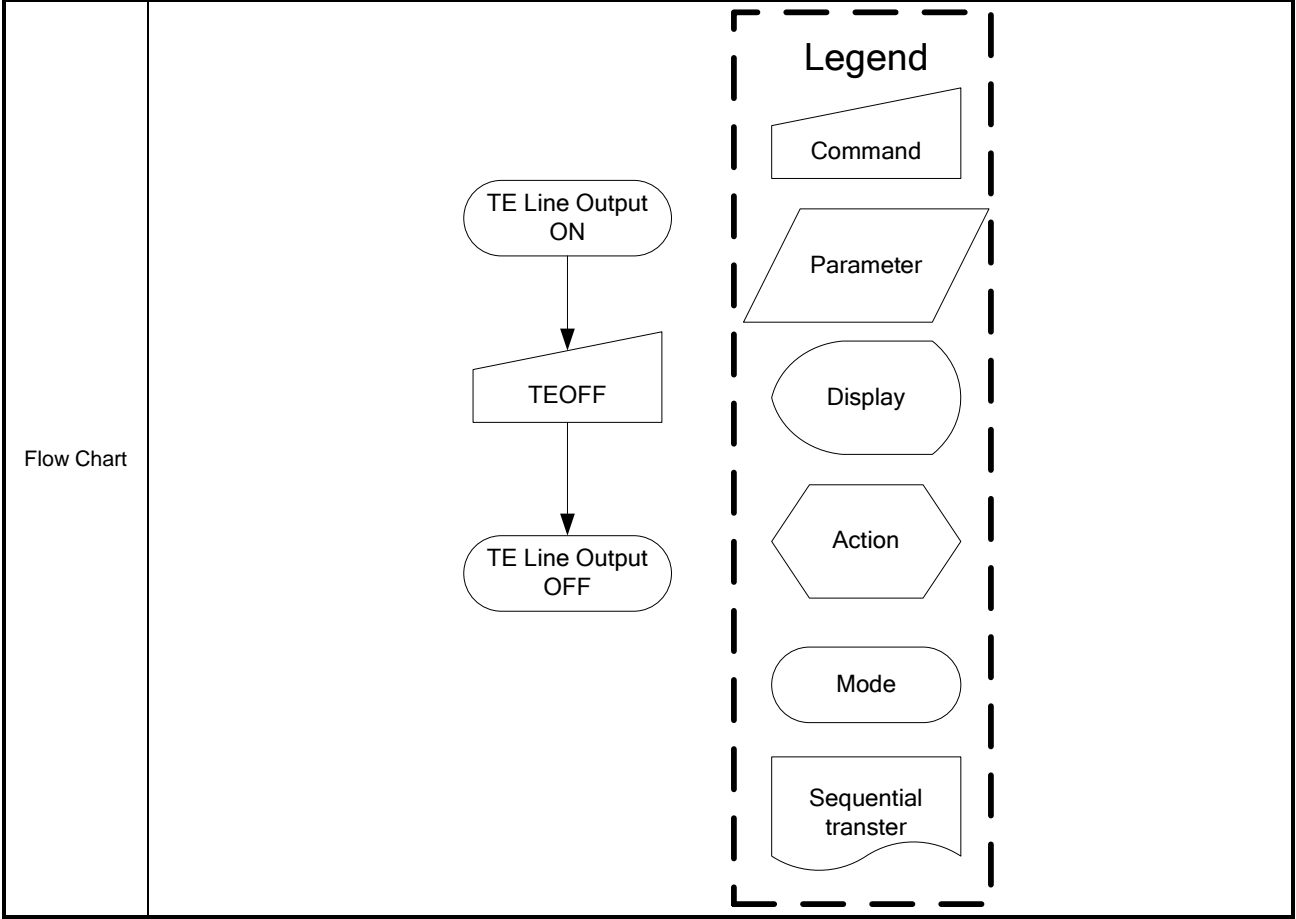 Flow Chart
TE Line Output
ON
TEOFF
TE Line Output
OFF
Legend
Command
Parameter
Display
Action
Mode
Sequential
transter